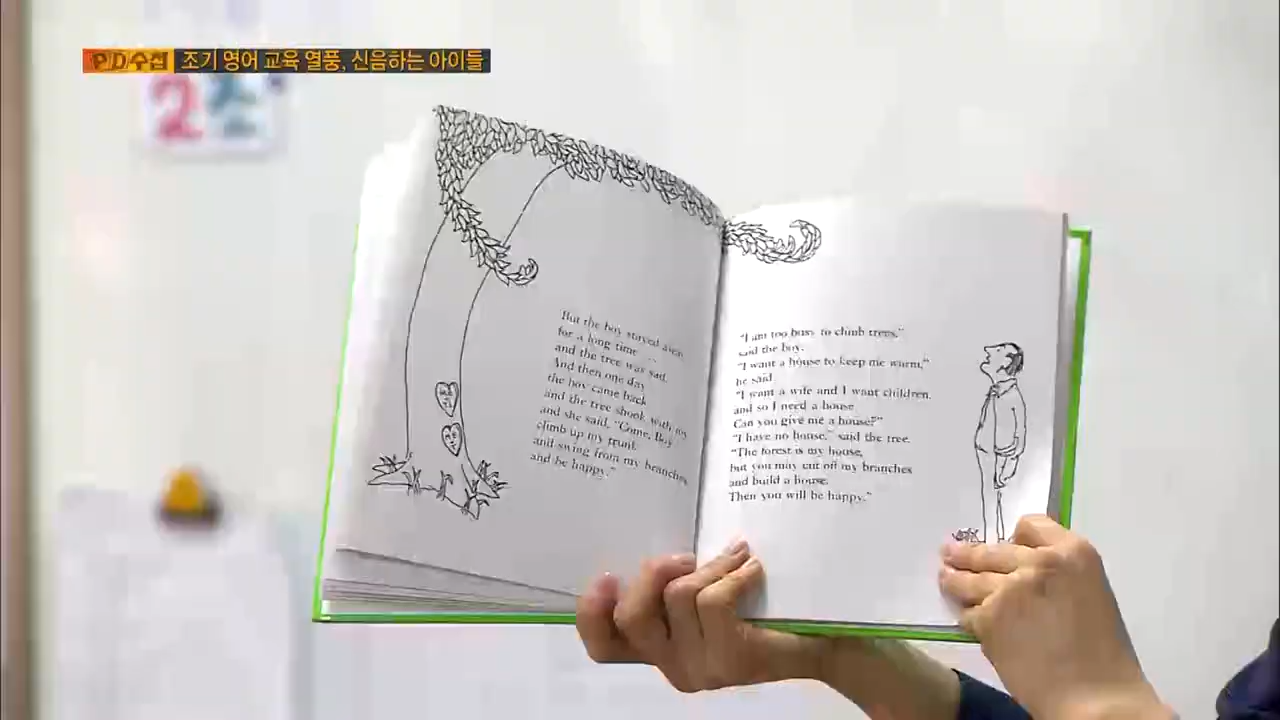 PD수첩 조기 영어 교육 열풍, 신음하는 아이들
2
But the boy stayed away
for a long time ...
and the tree was sad.
And then one day
the boy came back
and the tree shook with joy
and she said, "Come, Boy
climb up my trunk
and swing from my branches
and be happy."
"I am too busy to climb trees,"
said the boy.
"I want a house to keep me warm,"
he said.
"I want a wife and I want children,
and so I need a house.
Can you give me a house?"
"I have no house," said the tree.
"The forest is my house,
but you may cut off my branches
and build a house.
Then you will be happy."